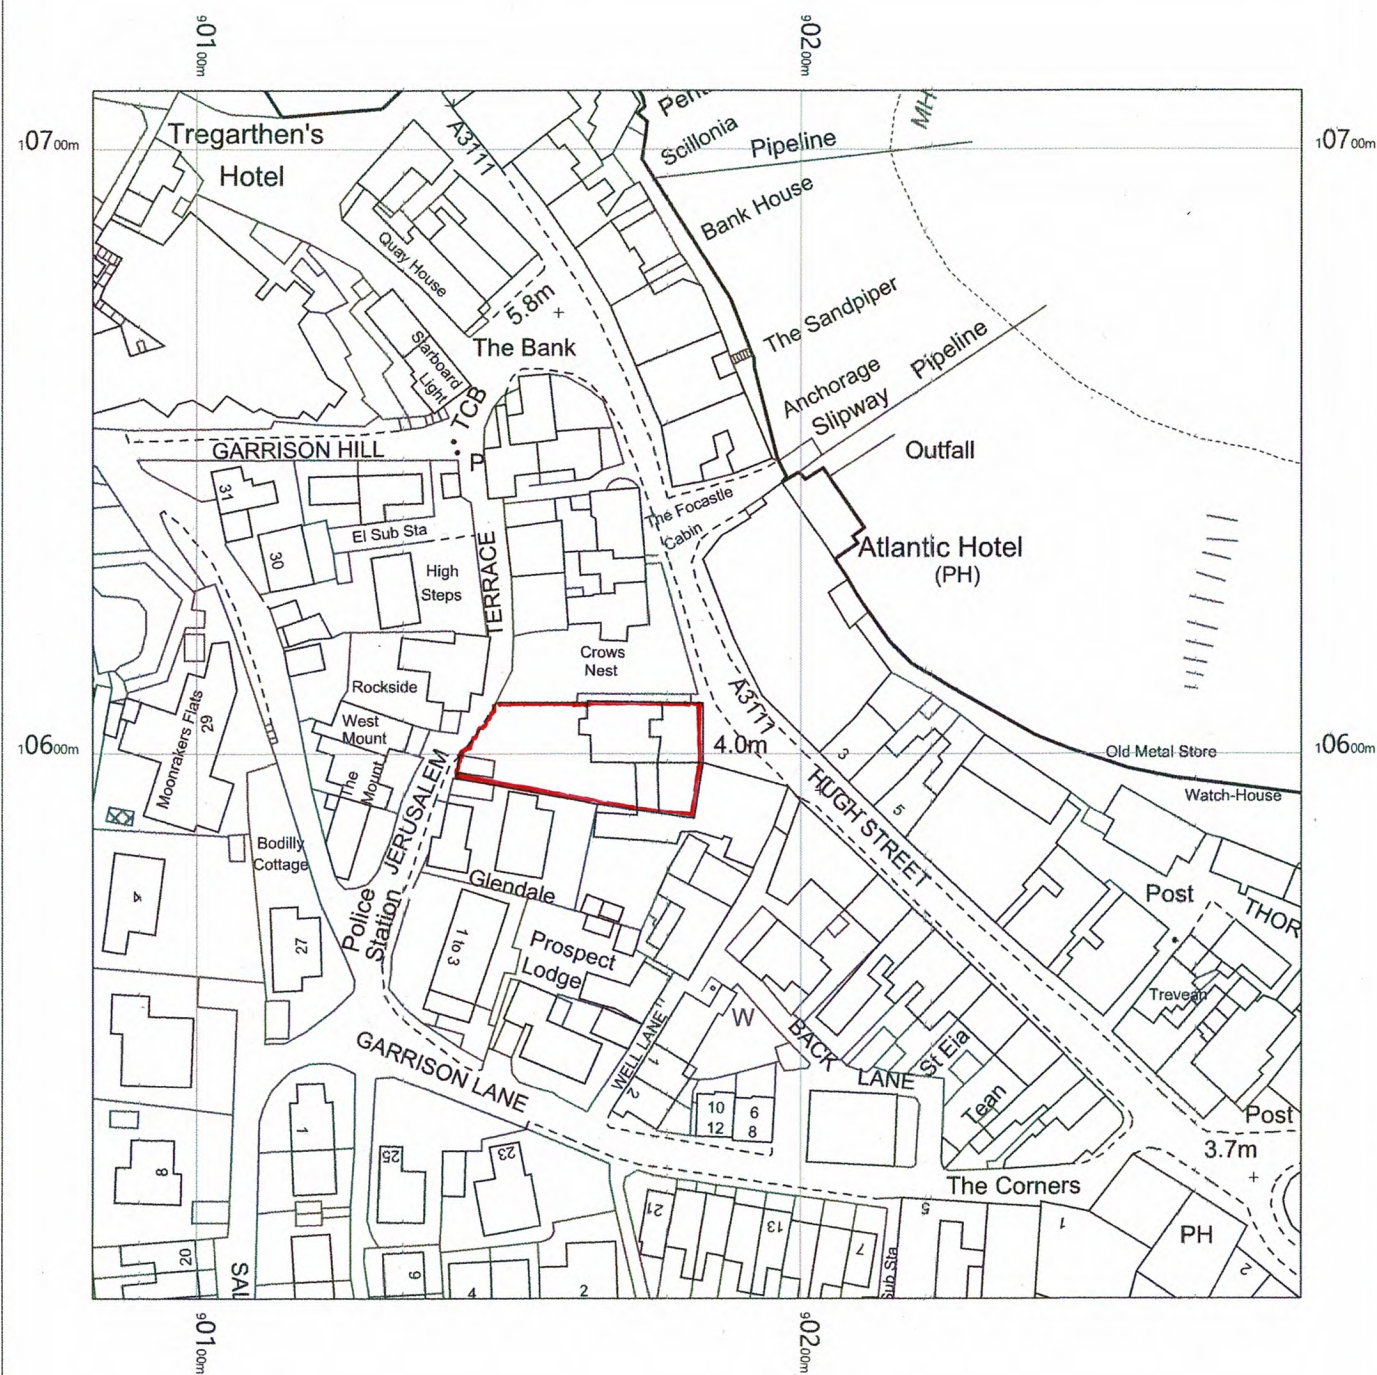 901 00m
902 00m
107 00m
107 00m
Tregarthen's
Hotel
A3111
Scillonia
Pipeline
MH
Bank House
Quay House
5.8m
The Bank
The Sandpiper
Starboard
Light
Anchorage
Slipway
Pipeline
TCB
GARRISON HILL
P
Outfall
31
El Sub Sta
The Focastle
Cabin
Atlantic Hotel
(PH)
30
High
Steps
TERRACE
Crows
Nest
Rockside
West
Mount
The
Mount
Moonrakers Flats
29
A3111
4.0m
106 00m
106 00m
3
5
Old Metal Store
Watch-House
HUGH STREET
JERUSALEM
Bodilly
Cottage
4
Police
Station
Glendale
1 to 3
Prospect
Lodge
27
Post
THOR
Trevean
WELL LANE
W
BACK
LANE
St Eia
Tean
GARRISON LANE
1
2
10
12
6
8
Post
3.7m
1
8
25
23
The Corners
21
13
7
5
1
PH
2
20
SAL
9
4
2
Sub Sta
901 00m
902 00m